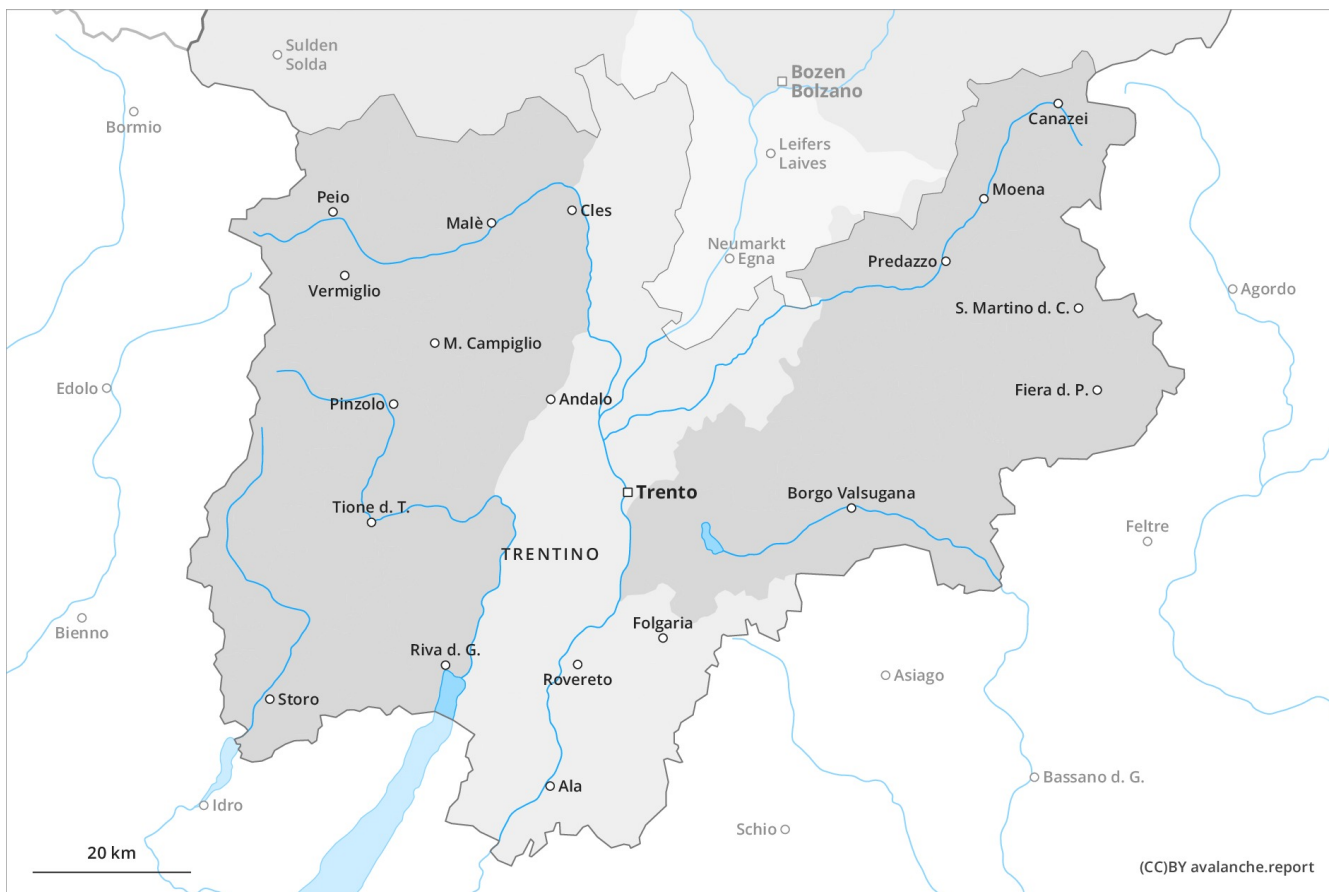 Sulden
Solda
Bozen
Bolzano
Bormio
Canazei
Leifers
Laives
Moena
Peio
Malè
Cles
Neumarkt
Egna
Predazzo
Vermiglio
Agordo
S. Martino d. C.
M. Campiglio
Edolo
Pinzolo
Andalo
Fiera d. P.
Trento
Borgo Valsugana
Tione d. T.
Feltre
TRENTINO
Bienno
Folgaria
Riva d. G.
Rovereto
Asiago
Storo
Bassano d. G.
Ala
Idro
Schio
20 km
(CC)BY avalanche.report